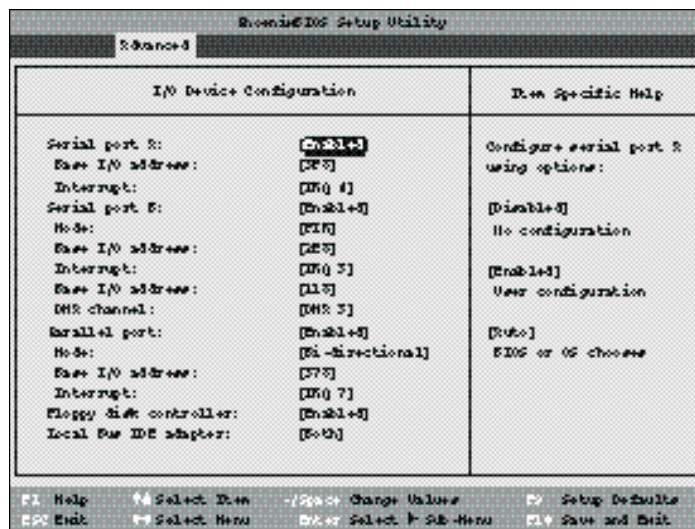 PhoenixBIOS Setup Utility
Advanced
I/O Device Configuration
Item Specific Help
Serial port A: [Enabled]
Base I/O address: [3F8]
Interrupt: [IRQ 4]
Serial port B: [Enabled]
Mode: [FIR]
Base I/O address: [2F8]
Interrupt: [IRQ 3]
Base I/O address: [118]
DMA channel: [DMA 3]
Parallel port: [Enabled]
Mode: [Bi-directional]
Base I/O address: [378]
Interrupt: [IRQ 7]
Floppy disk controller: [Enabled]
Local Bus IDE adapter: [Both]
Configure serial port A
using options:
[Disabled]
No configuration
[Enabled]
User configuration
[Auto]
BIOS or OS chooses
F1 Help ↑↓ Select Item -/Space Change Values F9 Setup Defaults
ESC Exit ←→ Select Menu Enter Select ▶ Sub-Menu F10 Save and Exit